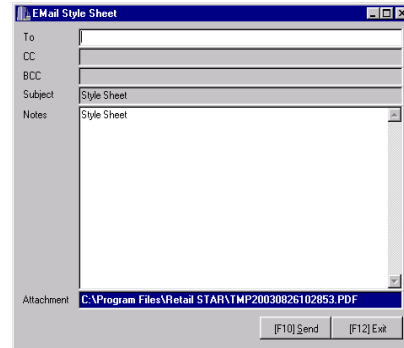 EMail Style Sheet
To
CC
BCC
Subject Style Sheet
Notes Style Sheet
Attachment C:\Program Files\Retail STAR\TMP20030826102853.PDF
[F10] Send [F12] Exit